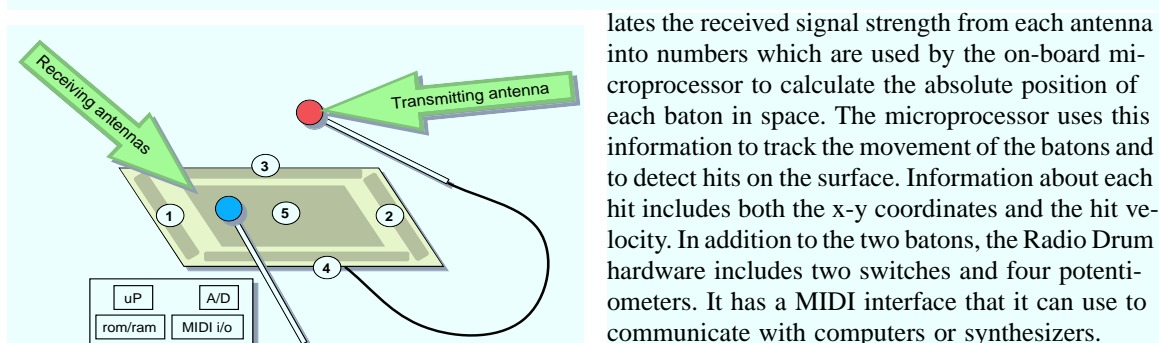 Receiving antennas
Transmitting antenna
3
1
5
2
4
uP
A/D
rom/ram
MIDI i/o
lates the received signal strength from each antenna
into numbers which are used by the on-board mi-
croprocessor to calculate the absolute position of
each baton in space. The microprocessor uses this
information to track the movement of the batons and
to detect hits on the surface. Information about each
hit includes both the x-y coordinates and the hit ve-
locity. In addition to the two batons, the Radio Drum
hardware includes two switches and four potenti-
ometers. It has a MIDI interface that it can use to
communicate with computers or synthesizers.